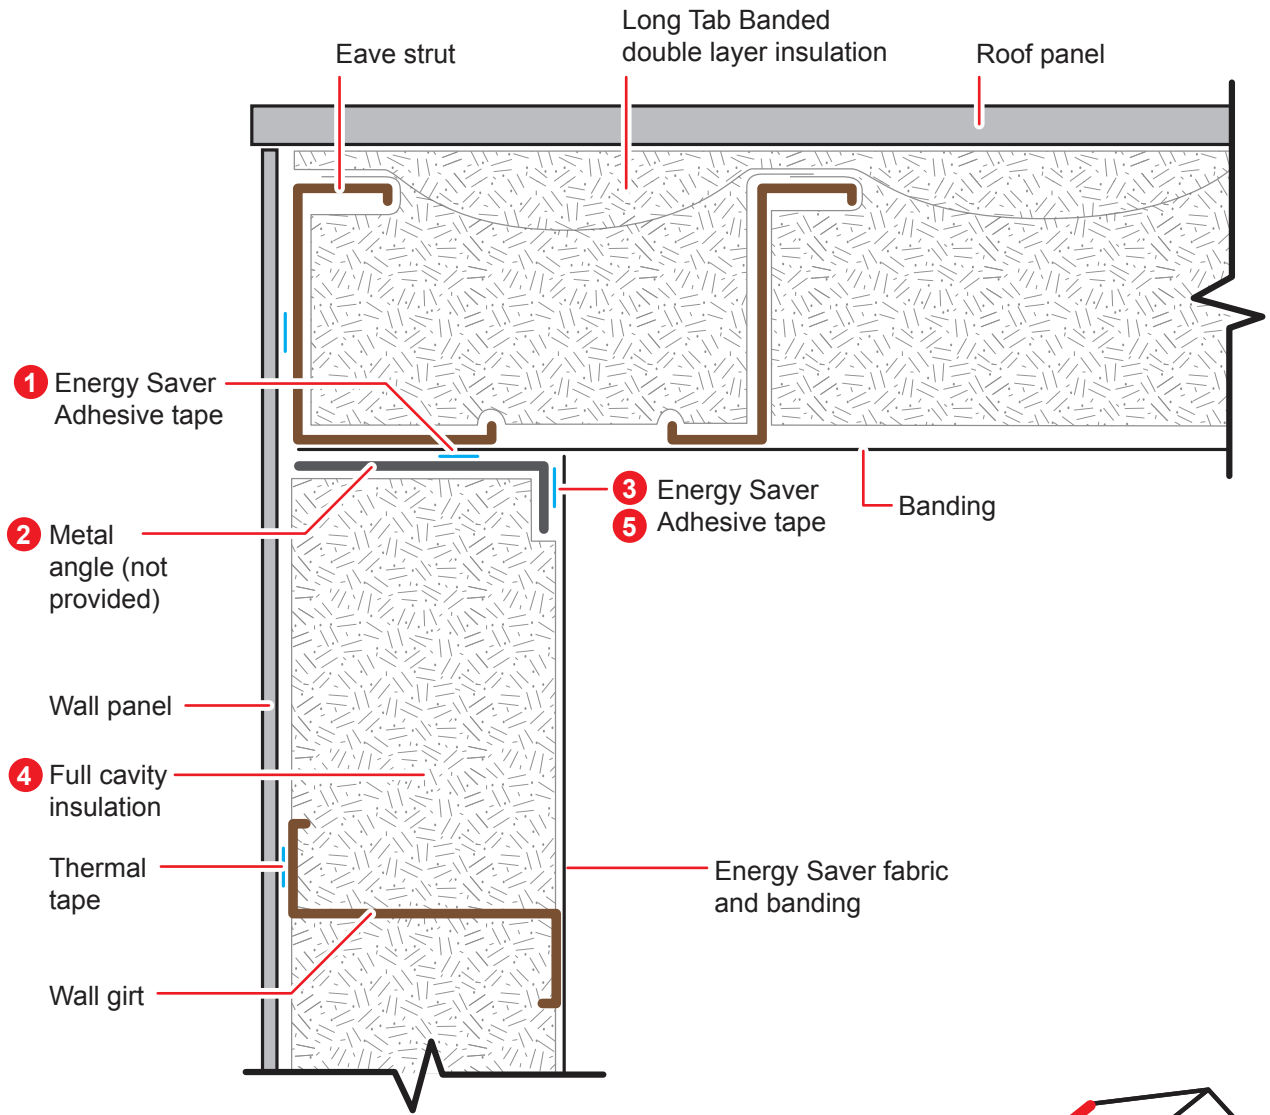 Long Tab Banded
double layer insulation
Eave strut
Roof panel
1 Energy Saver
Adhesive tape
3 Energy Saver
5 Adhesive tape
Banding
2 Metal
angle (not
provided)
Wall panel
4 Full cavity
insulation
Thermal
tape
Energy Saver fabric
and banding
Wall girt